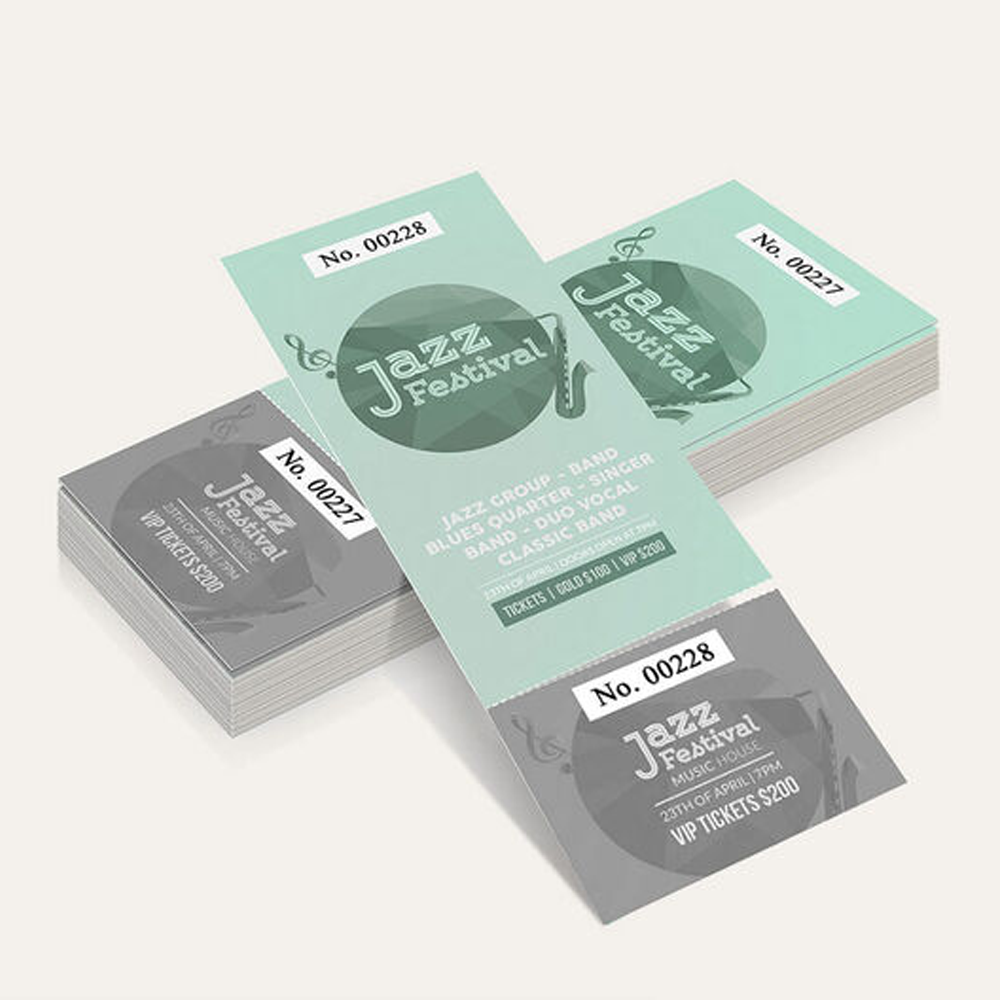 No. 00228
Jazz
Festival
JAZZ GROUP - BAND
BLUES QUARTER - SINGER
BAND - DUO VOCAL
CLASSIC BAND
23TH OF APRIL | DOORS OPEN AT 7PM
TICKETS | GOLD $100 | VIP $200
No. 00228
Jazz
Festival
MUSIC HOUSE
23TH OF APRIL | 7PM
VIP TICKETS $200
No. 00227
Jazz
Festival
No. 00227
Jazz
Festival
MUSIC HOUSE
23TH OF APRIL | 7PM
VIP TICKETS $200